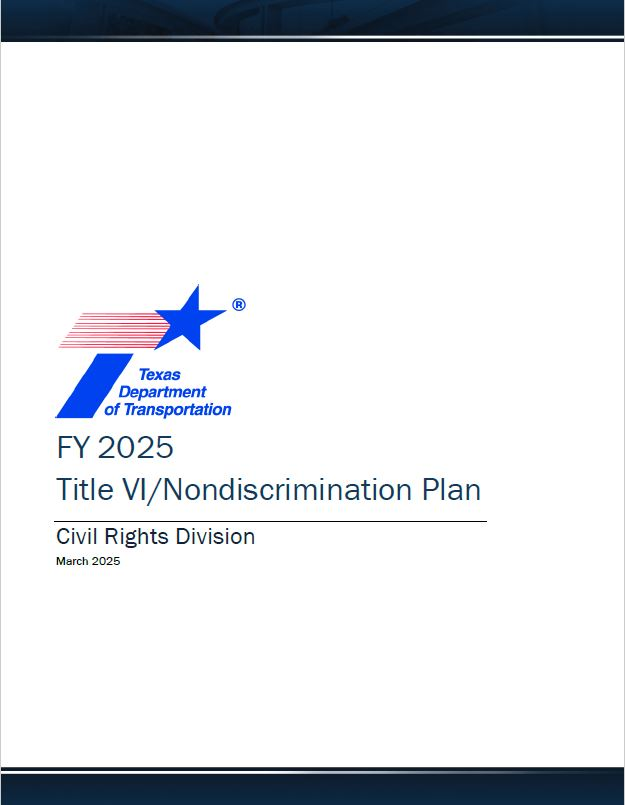 ®
Texas
Department
of Transportation
FY 2025
Title VI/Nondiscrimination Plan
Civil Rights Division
March 2025